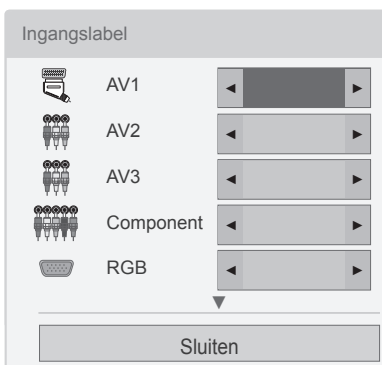 Ingangslabel
AV1
AV2
AV3
Component
RGB
Sluiten